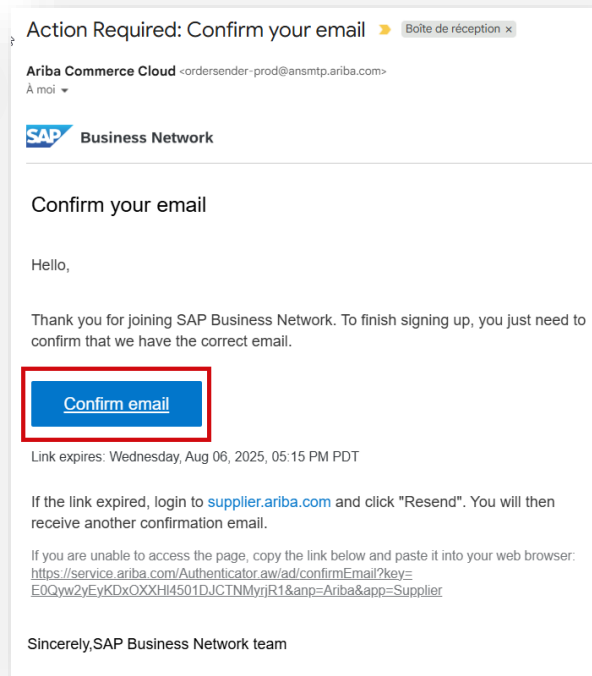 Action Required: Confirm your email Boîte de réception ×
Ariba Commerce Cloud <ordersender-prod@ansmtp.ariba.com>
À moi
SAP Business Network
Confirm your email
Hello,
Thank you for joining SAP Business Network. To finish signing up, you just need to
confirm that we have the correct email.
Confirm email
Link expires: Wednesday, Aug 06, 2025, 05:15 PM PDT
If the link expired, login to supplier.ariba.com and click "Resend". You will then
receive another confirmation email.
If you are unable to access the page, copy the link below and paste it into your web browser:
https://service.ariba.com/Authenticator.aw/ad/confirmEmail?key=
E0Qyw2yEyKDxOXXHl4501DJCTNMyrjR1&anp=Ariba&app=Supplier
Sincerely,SAP Business Network team